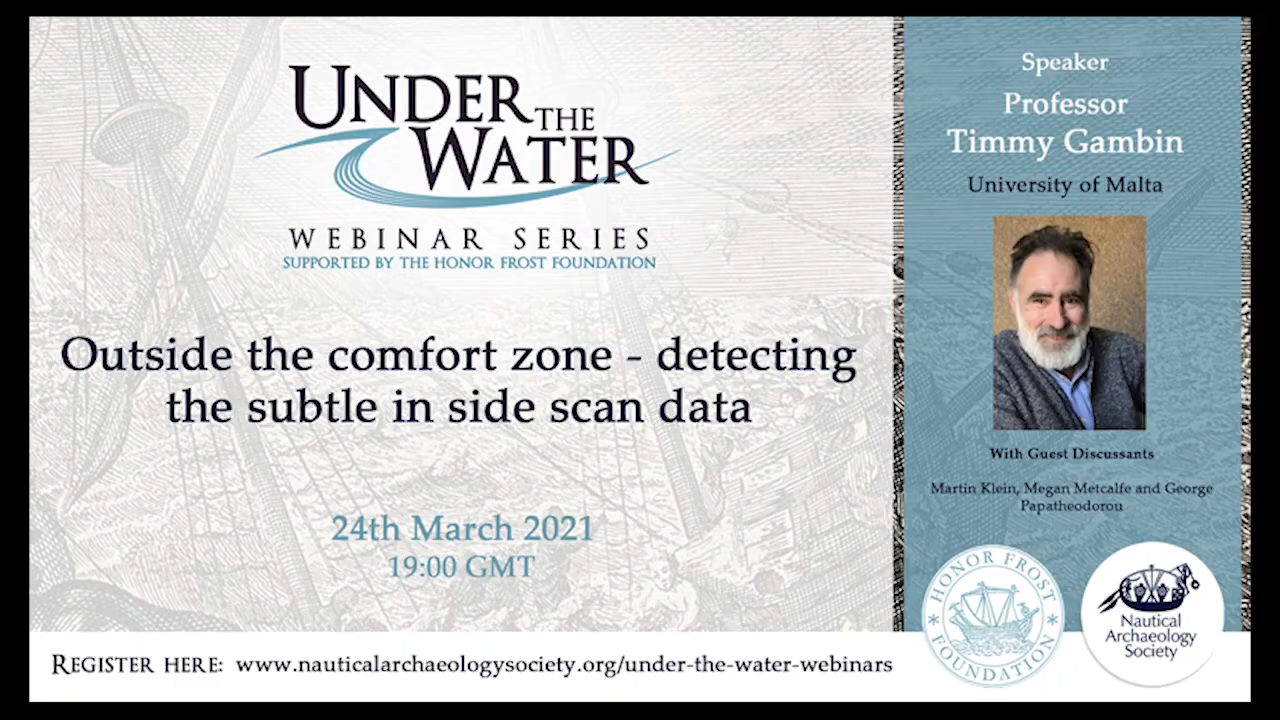 UNDER THE
WATER
WEBINAR SERIES
SUPPORTED BY THE HONOR FROST FOUNDATION
Outside the comfort zone - detecting
the subtle in side scan data
24th March 2021
19:00 GMT
REGISTER HERE: www.nauticalarchaeologysociety.org/under-the-water-webinars
Speaker
Professor
Timmy Gambin
University of Malta
With Guest Discussants
Martin Klein, Megan Metcalfe and George
Papatheodorou
HONOR FROST
FOUNDATION
Nautical
Archaeology
Society